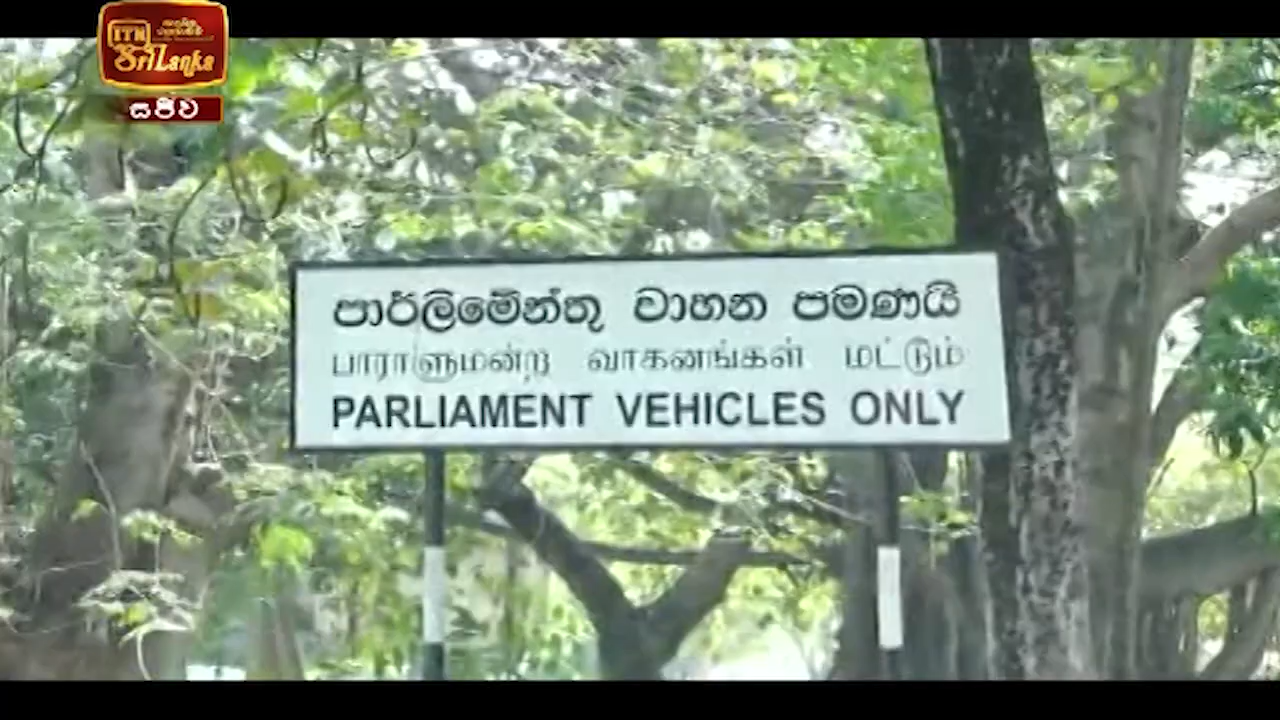 ITN
SriLanka
සජීව
පාර්ලිමේන්තු වාහන පමණයි
பாராளுமன்ற வாகனங்கள் மட்டும்
PARLIAMENT VEHICLES ONLY